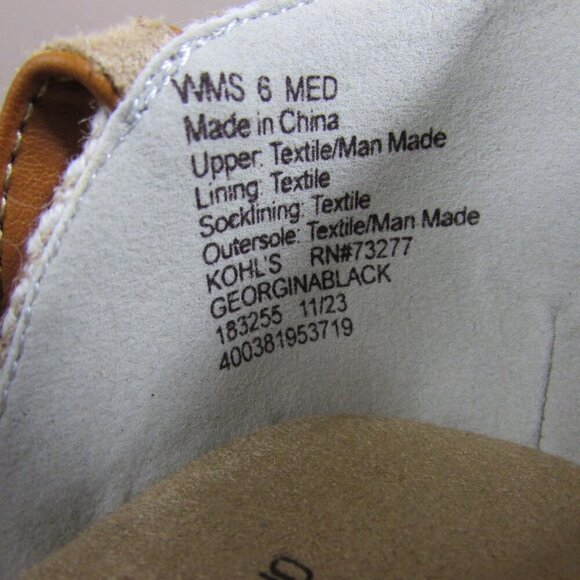 WMS 6 MED
Made in China
Upper: Textile/Man Made
Lining: Textile
Socklining: Textile
Outersole: Textile/Man Made
KOHL'S RN#73277
GEORGINABLACK
183255 11/23
400381953719